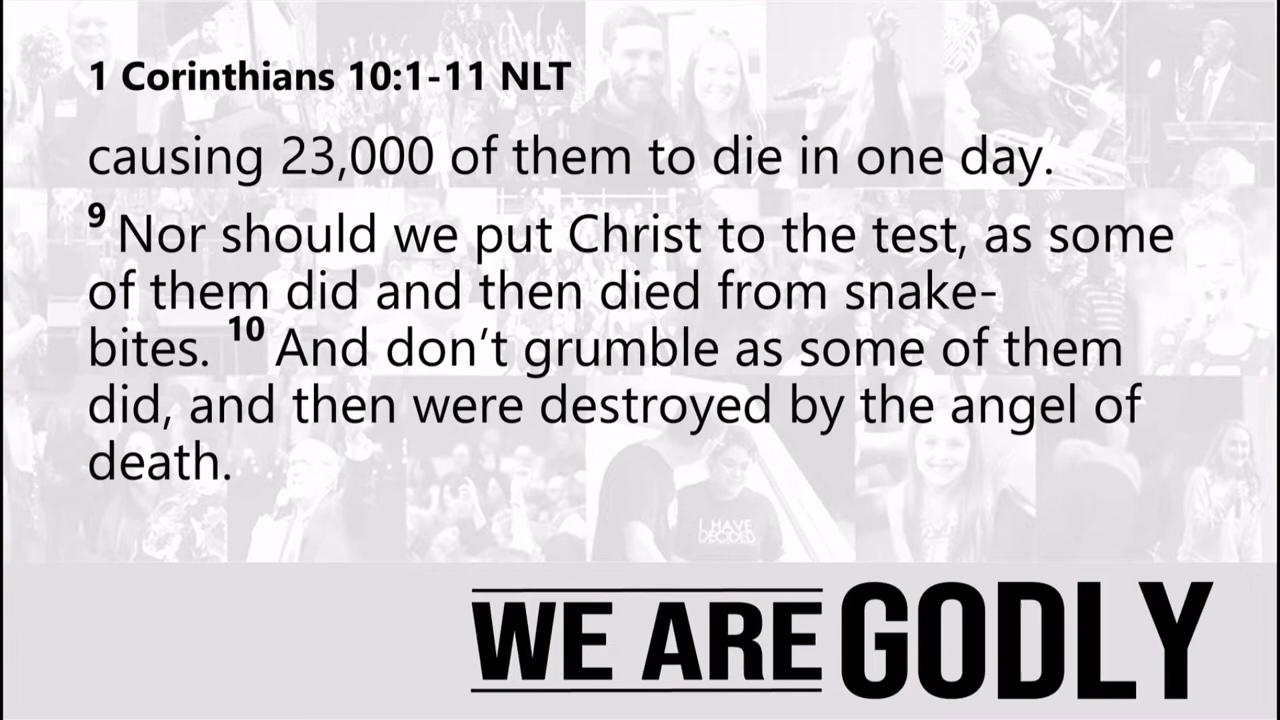 1 Corinthians 10:1-11 NLT
causing 23,000 of them to die in one day.
9 Nor should we put Christ to the test, as some
of them did and then died from snake-
bites. 10 And don’t grumble as some of them
did, and then were destroyed by the angel of
death.
I HAVE
DECIDED
WE ARE GODLY